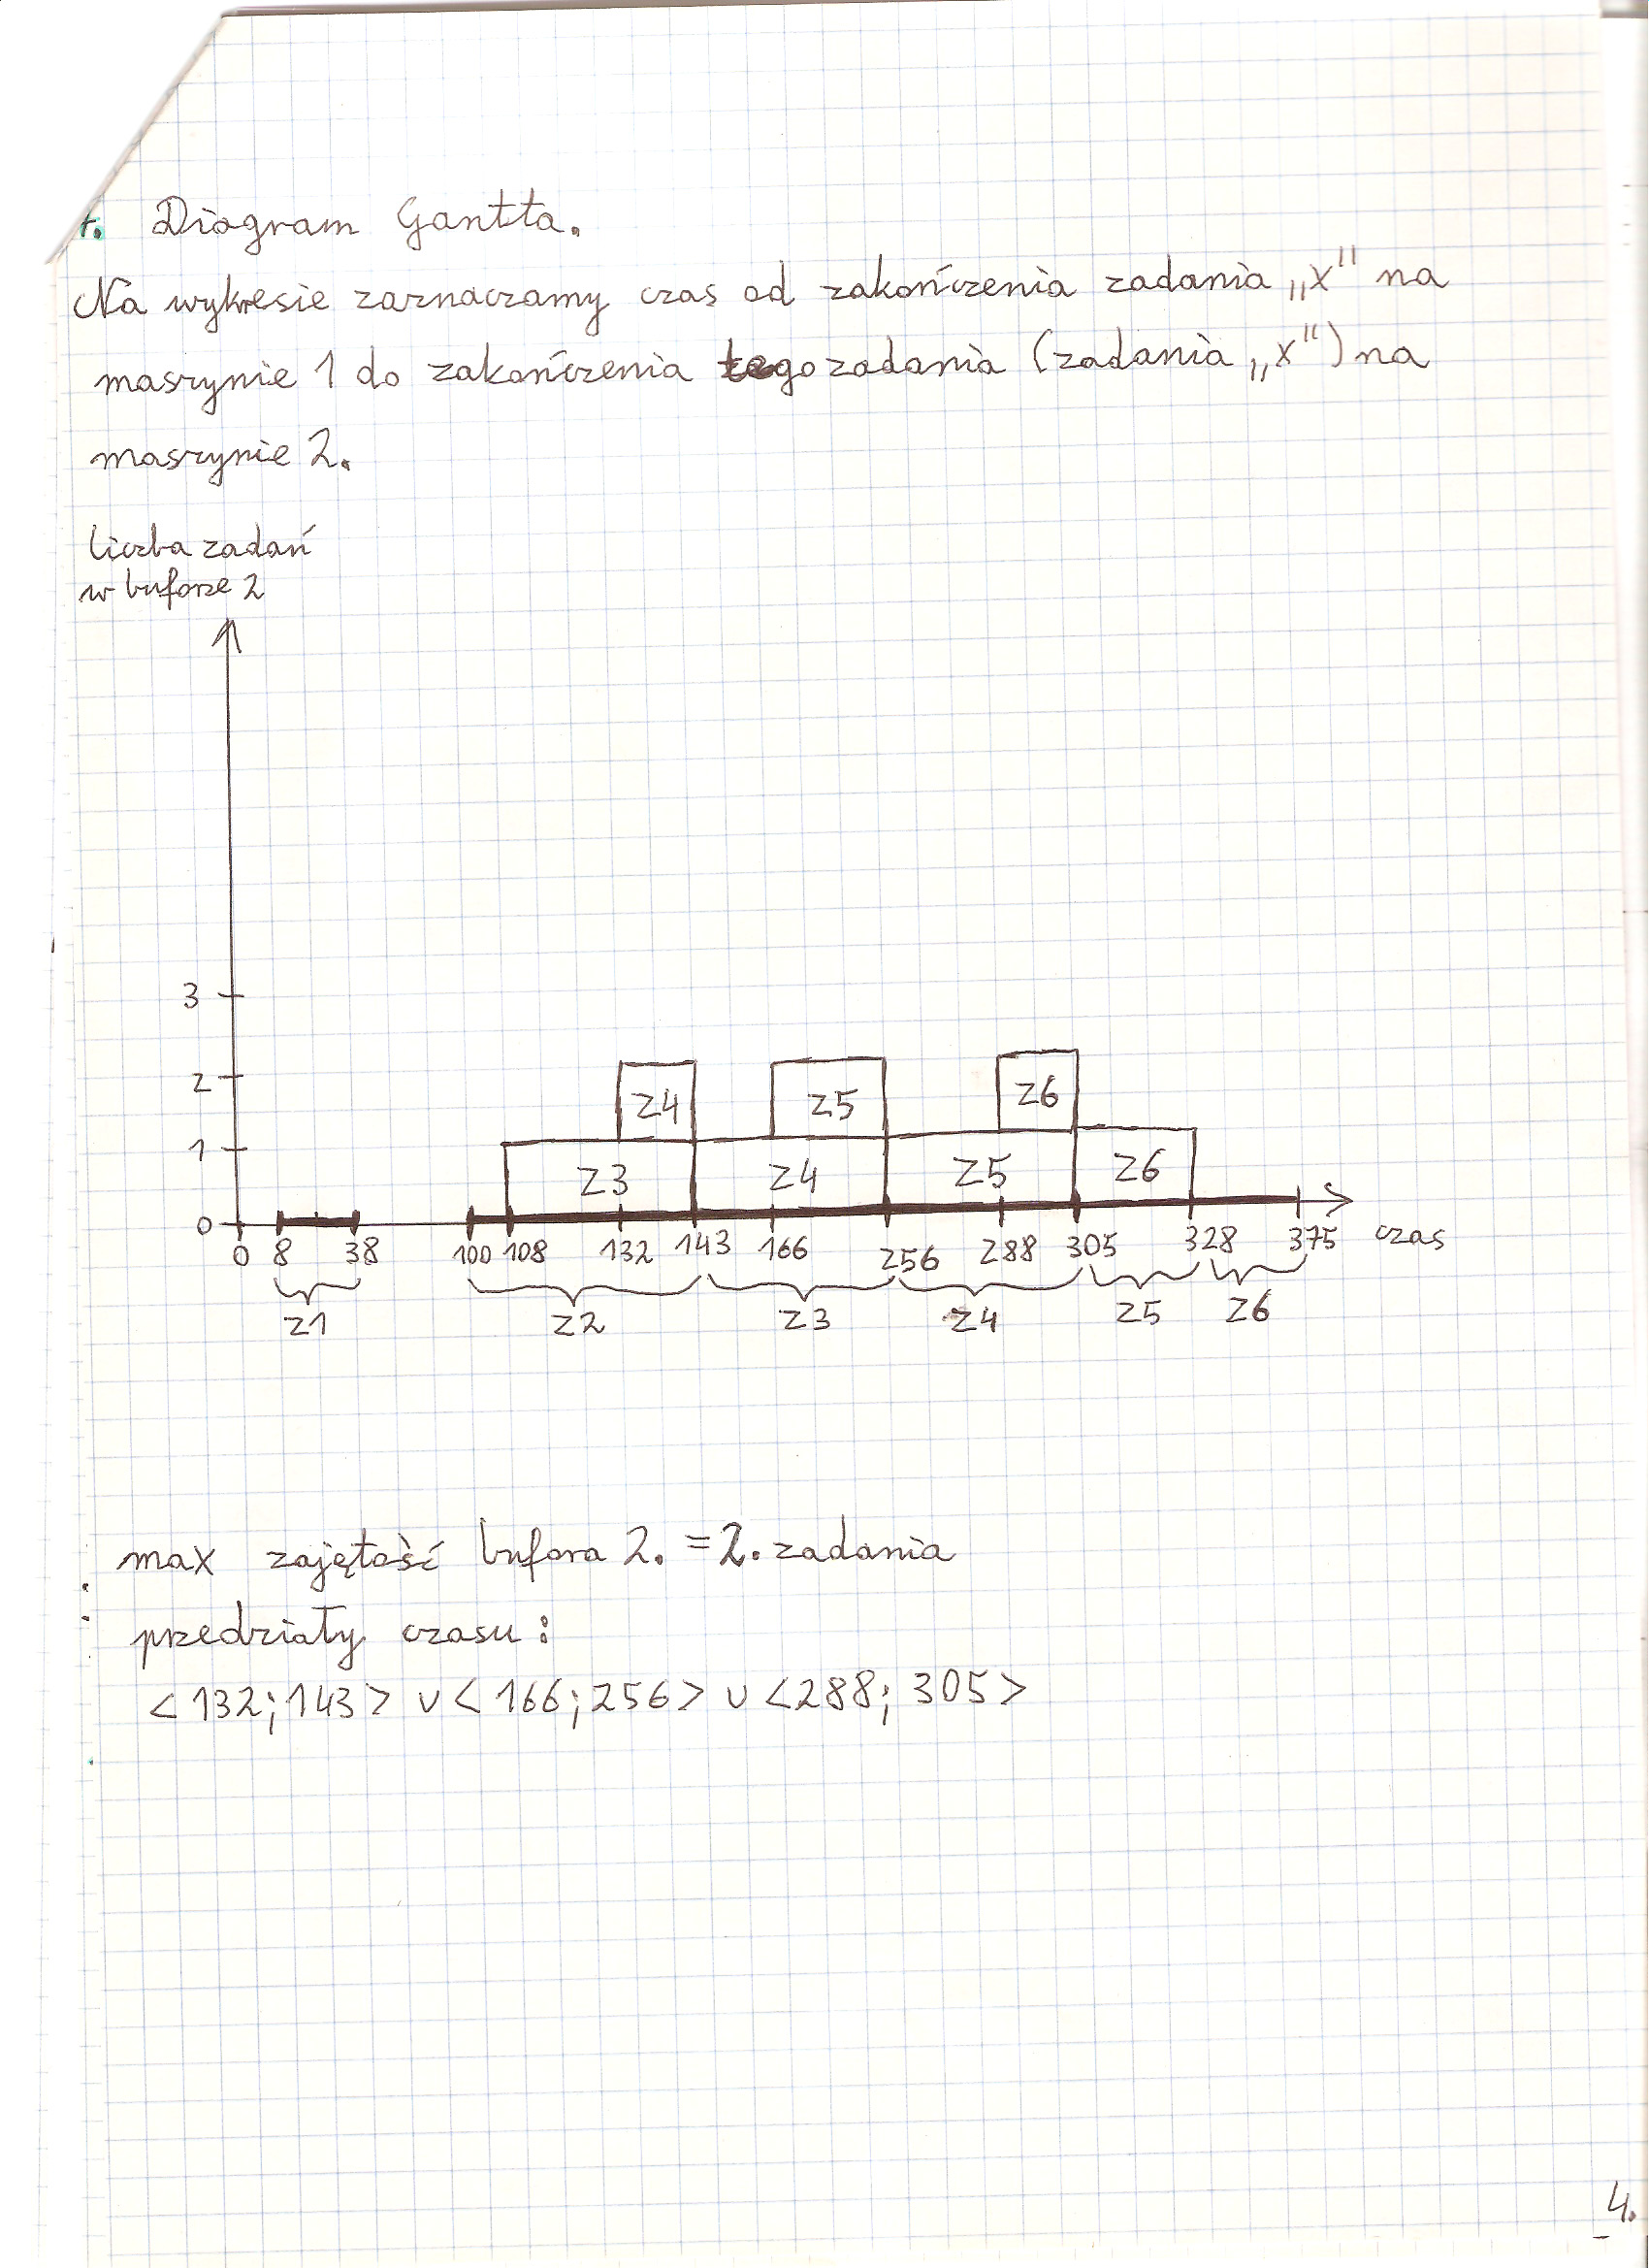 1. Diagram Gantta.
Na wykresie zaznaczamy czas od zakończenia zadania „x” na
maszynie 1 do zakończenia tego zadania (zadania „x”) na
maszynie 2.
liczba zadań
w buforze 2
3
2
1
0
Z4 Z5 Z6
Z3 Z4 Z5 Z6
0 8 38 100 108 132 143 166 256 288 305 328 375 czas
Z1 Z2 Z3 Z4 Z5 Z6
max zajętość bufora 2. = 2. zadania
przedziały czasu:
<132;143> ∪ <166;256> ∪ <288; 305>
4.